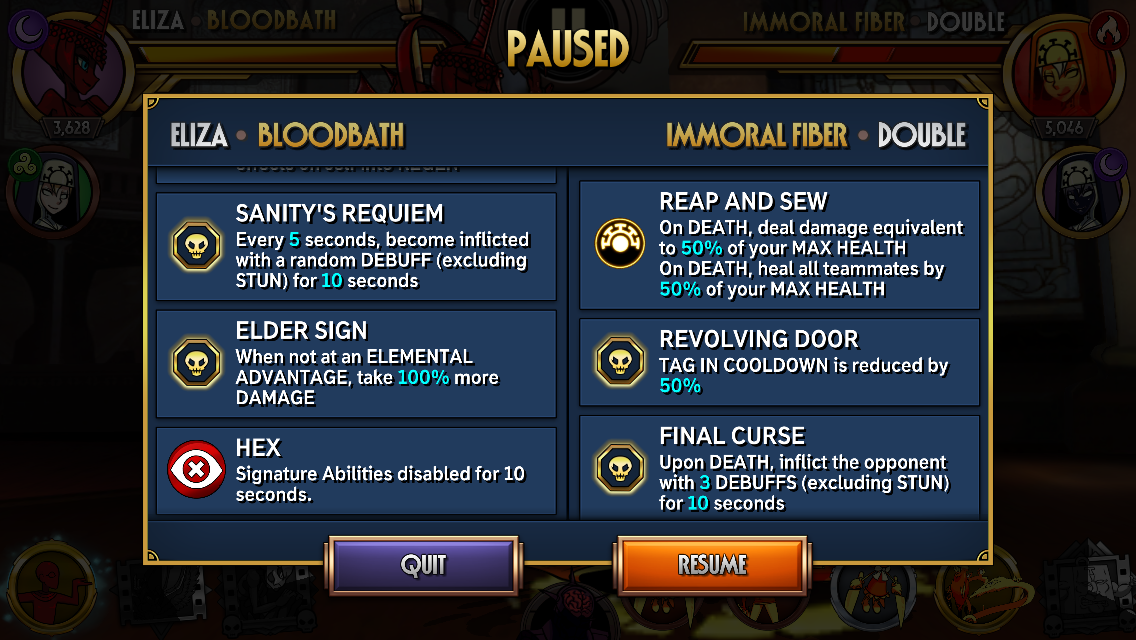 ELIZA • BLOODBATH
IMMORAL FIBER • DOUBLE
PAUSED
3,628
5,046
ELIZA • BLOODBATH
IMMORAL FIBER • DOUBLE
SANITY'S REQUIEM
Every 5 seconds, become inflicted
with a random DEBUFF (excluding
STUN) for 10 seconds
ELDER SIGN
When not at an ELEMENTAL
ADVANTAGE, take 100% more
DAMAGE
HEX
Signature Abilities disabled for 10
seconds.
REAP AND SEW
On DEATH, deal damage equivalent
to 50% of your MAX HEALTH
On DEATH, heal all teammates by
50% of your MAX HEALTH
REVOLVING DOOR
TAG IN COOLDOWN is reduced by
50%
FINAL CURSE
Upon DEATH, inflict the opponent
with 3 DEBUFFS (excluding STUN)
for 10 seconds
QUIT
RESUME